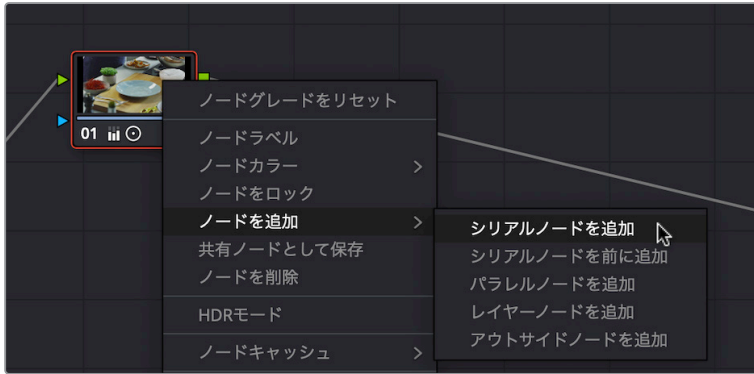 01
ノードグレードをリセット
ノードラベル
ノードカラー
ノードをロック
ノードを追加
共有ノードとして保存
ノードを削除
HDRモード
ノードキャッシュ
シリアルノードを追加
シリアルノードを前に追加
パラレルノードを追加
レイヤーノードを追加
アウトサイドノードを追加